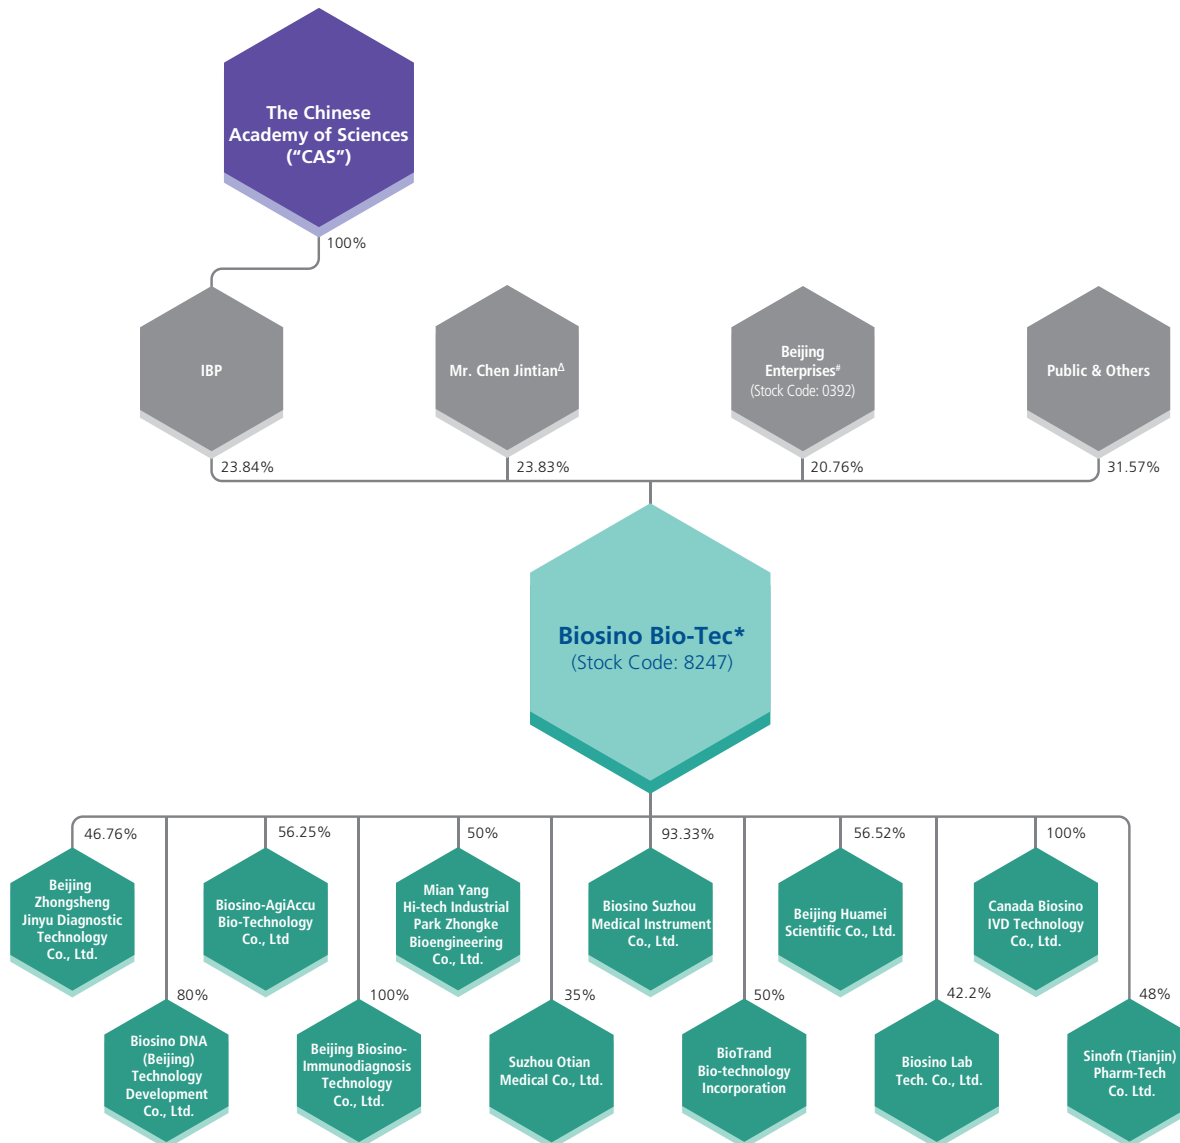 The Chinese
Academy of Sciences
(“CAS”)
100%
IBP
Mr. Chen JintianΔ
Beijing
Enterprises#
(Stock Code: 0392)
Public & Others
23.84%
23.83%
20.76%
31.57%
Biosino Bio-Tec*
(Stock Code: 8247)
46.76%
56.25%
50%
93.33%
56.52%
100%
Beijing
Zhongsheng
Jinyu Diagnostic
Technology
Co., Ltd.
Biosino-AgiAccu
Bio-Technology
Co., Ltd
Mian Yang
Hi-tech Industrial
Park Zhongke
Bioengineering
Co., Ltd.
Biosino Suzhou
Medical Instrument
Co., Ltd.
Beijing Huamei
Scientific Co., Ltd.
Canada Biosino
IVD Technology
Co., Ltd.
80%
100%
35%
50%
42.2%
48%
Biosino DNA
(Beijing)
Technology
Development
Co., Ltd.
Beijing Biosino-
Immunodiagnosis
Technology
Co., Ltd.
Suzhou Otian
Medical Co., Ltd.
BioTrand
Bio-technology
Incorporation
Biosino Lab
Tech. Co., Ltd.
Sinofn (Tianjin)
Pharm-Tech
Co. Ltd.